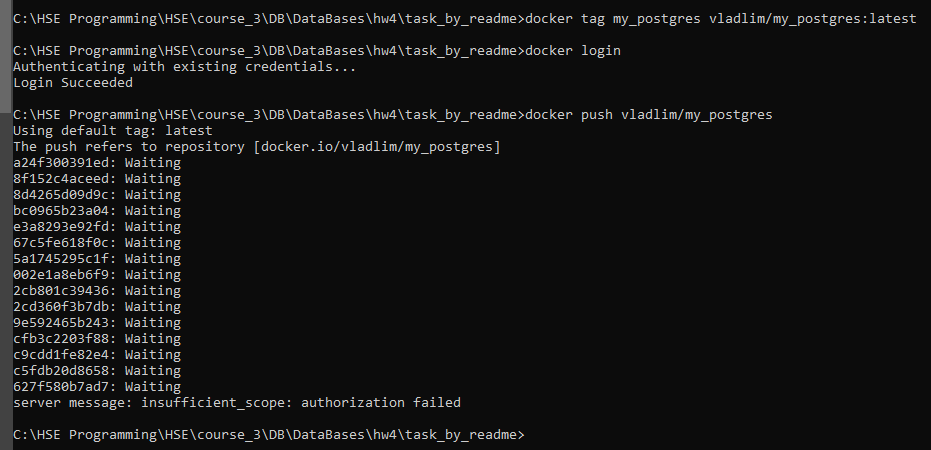 C:\HSE Programming\HSE\course_3\DB\DataBases\hw4\task_by_readme>docker tag my_postgres vladlim/my_postgres:latest
C:\HSE Programming\HSE\course_3\DB\DataBases\hw4\task_by_readme>docker login
Authenticating with existing credentials...
Login Succeeded
C:\HSE Programming\HSE\course_3\DB\DataBases\hw4\task_by_readme>docker push vladlim/my_postgres
Using default tag: latest
The push refers to repository [docker.io/vladlim/my_postgres]
a24f300391ed: Waiting
8f152c4aceed: Waiting
8d4265d09d9c: Waiting
bc0965b23a04: Waiting
e3a8293e92fd: Waiting
67c5fe618f0c: Waiting
5a1745295c1f: Waiting
002e1a8eb6f9: Waiting
2cb801c39436: Waiting
2cd360f3b7db: Waiting
9e592465b243: Waiting
cfb3c2203f88: Waiting
c9cdd1fe82e4: Waiting
c5fdb20d8658: Waiting
627f580b7ad7: Waiting
server message: insufficient_scope: authorization failed
C:\HSE Programming\HSE\course_3\DB\DataBases\hw4\task_by_readme>